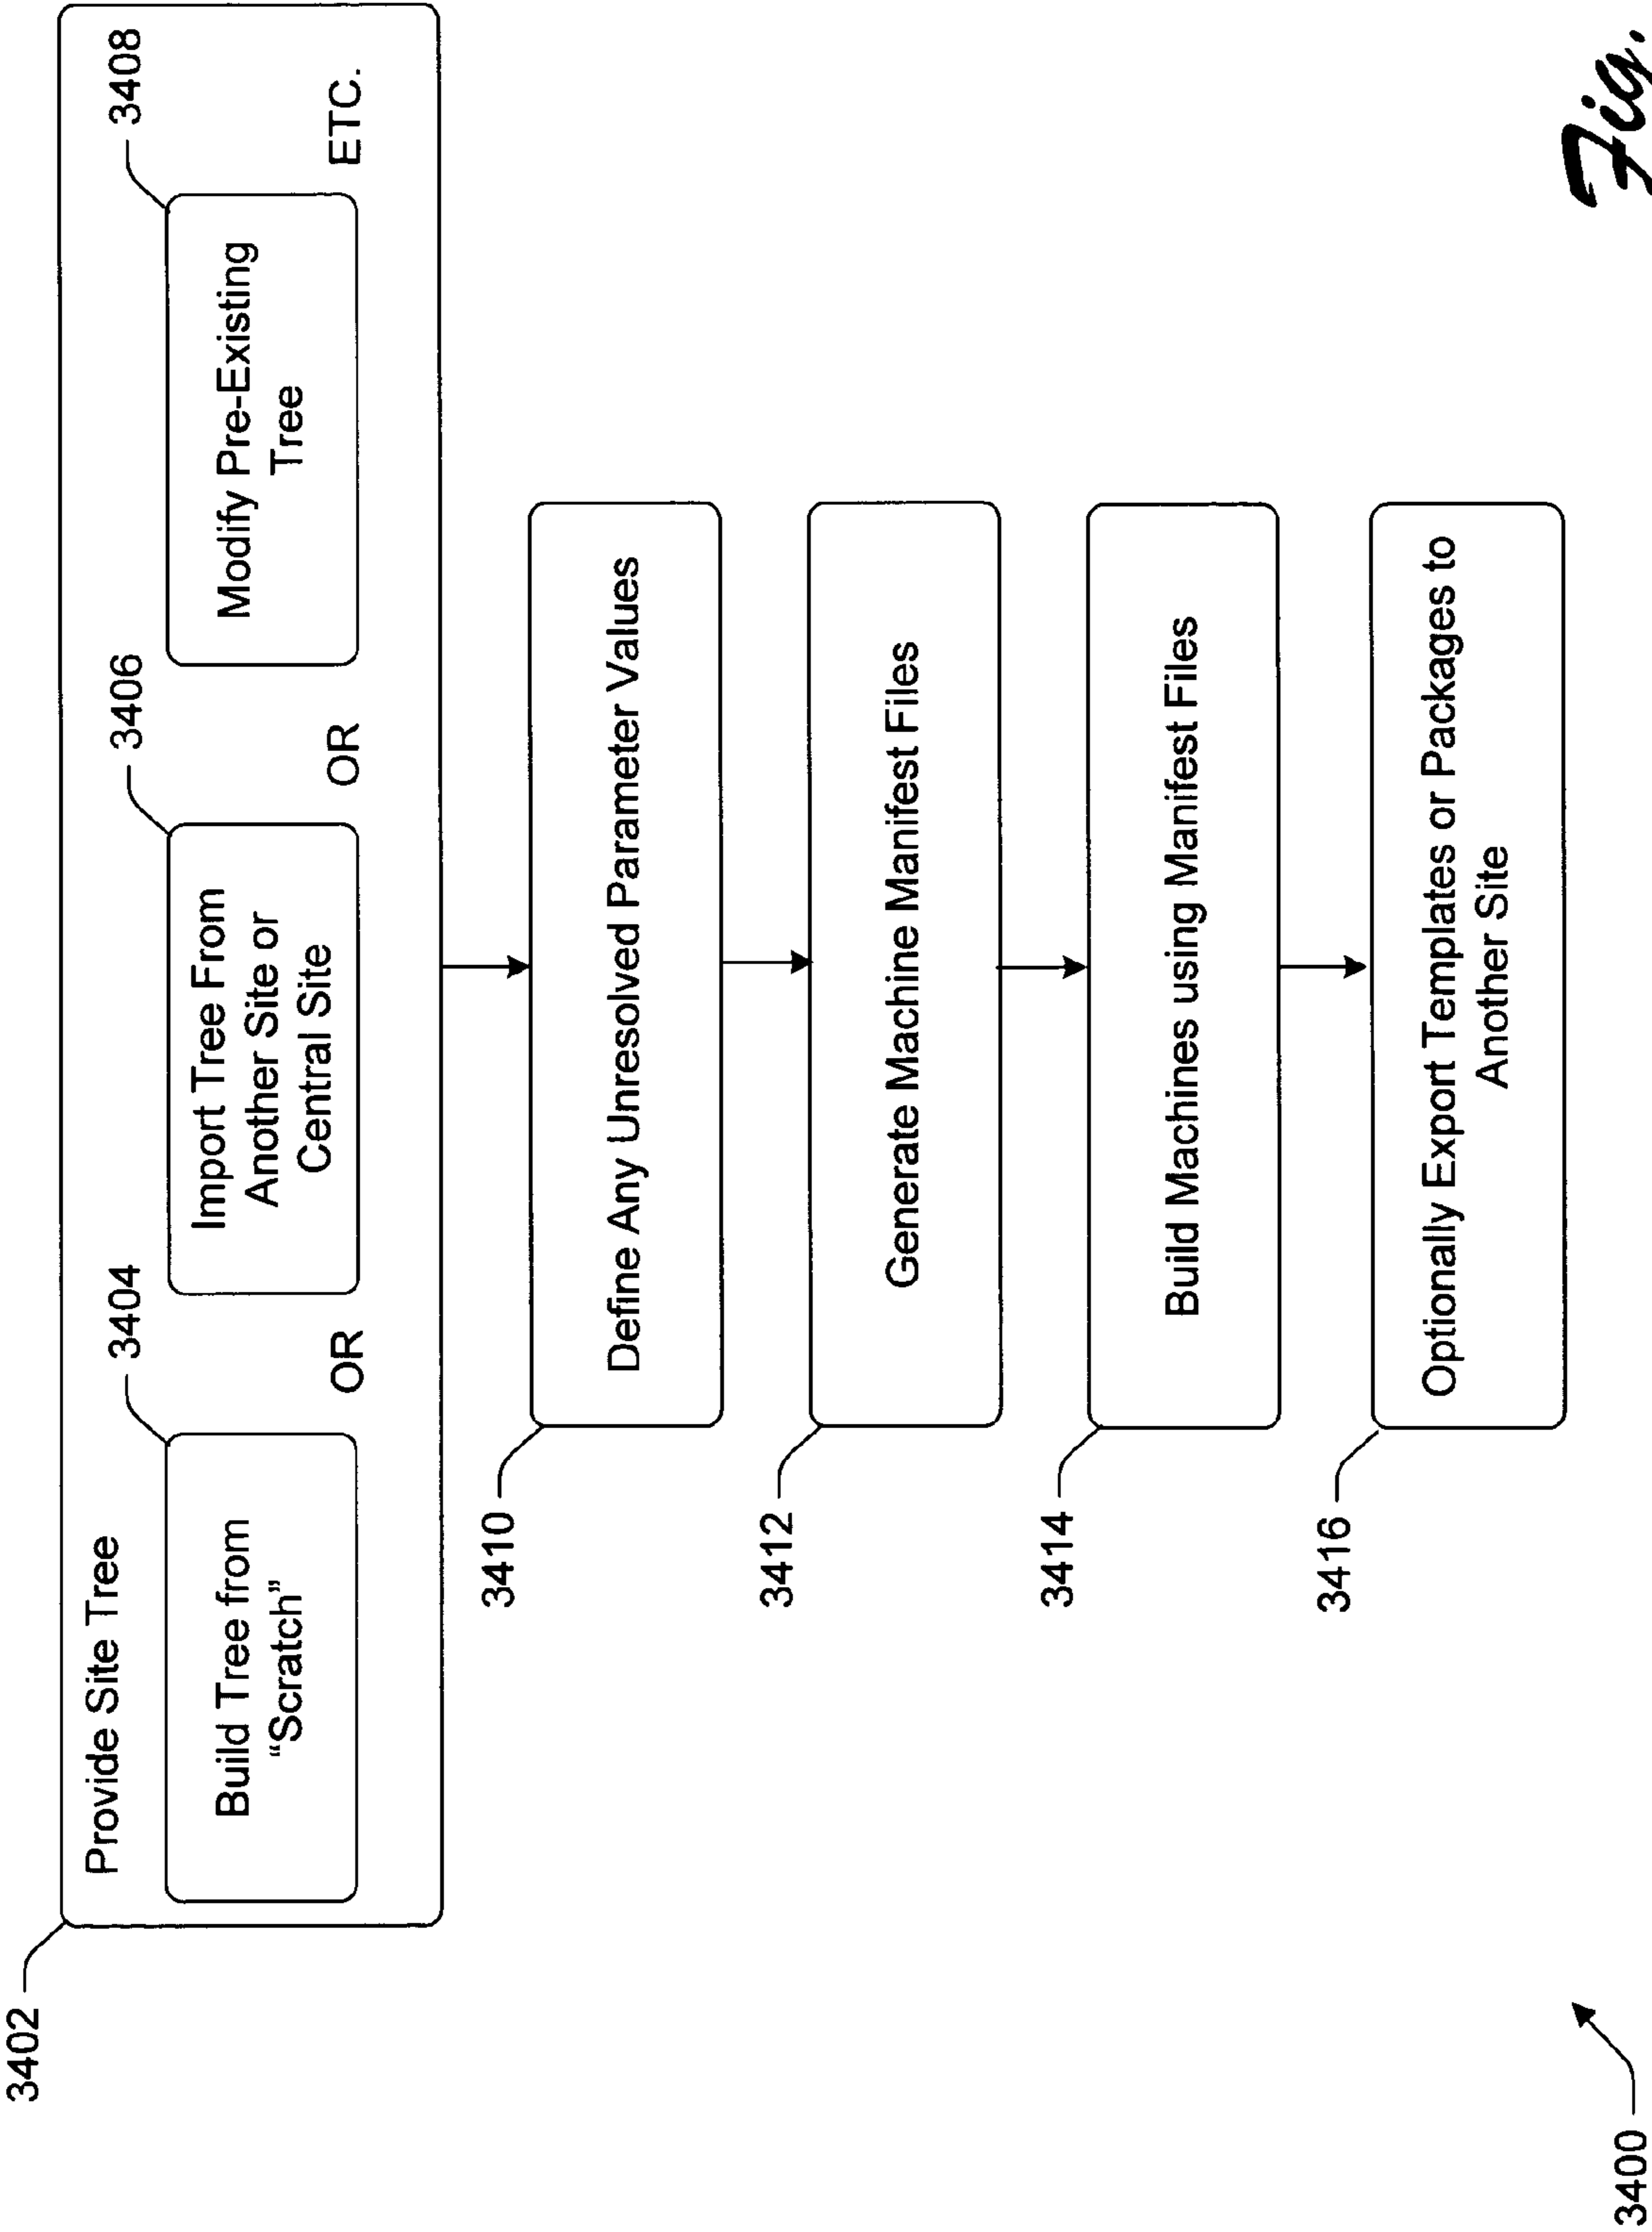 3402
Provide Site Tree
3404
3406
3408
Build Tree from
“Scratch”
OR
Import Tree From
Another Site or
Central Site
OR
Modify Pre-Existing
Tree
ETC.
3410
Define Any Unresolved Parameter Values
3412
Generate Machine Manifest Files
3414
Build Machines using Manifest Files
3416
Optionally Export Templates or Packages to
Another Site
3400
Fig.